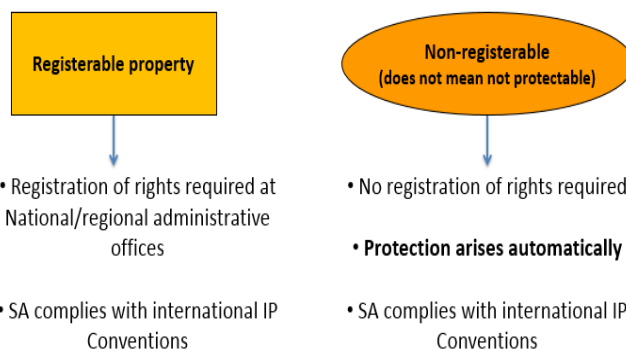 Registerable property
• Registration of rights required at
National/regional administrative
offices
• SA complies with international IP
Conventions
Non-registerable
(does not mean not protectable)
• No registration of rights required
• Protection arises automatically
• SA complies with international IP
Conventions